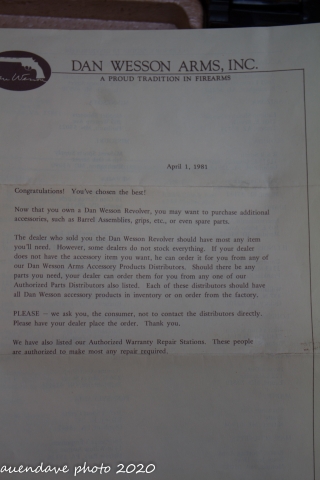 DAN WESSON ARMS, INC.
A PROUD TRADITION IN FIREARMS
April 1, 1981
Congratulations! You've chosen the best!
Now that you own a Dan Wesson Revolver, you may want to purchase additional
accessories, such as Barrel Assemblies, grips, etc., or even spare parts.
The dealer who sold you the Dan Wesson Revolver should have most any item
you'll need. However, some dealers do not stock everything. If your dealer
does not have the accessory item you want, he can order it for you from any of
our Dan Wesson Arms Accessory Products Distributors. Should there be any
parts you need, your dealer can order them for you from any one of our
Authorized Parts Distributors also listed. Each of these distributors should have
all Dan Wesson accessory products in inventory or on order from the factory.
PLEASE — we ask you, the consumer, not to contact the distributors directly.
Please have your dealer place the order. Thank you.
We have also listed our Authorized Warranty Repair Stations. These people
are authorized to make most any repair required.
auendave photo 2020